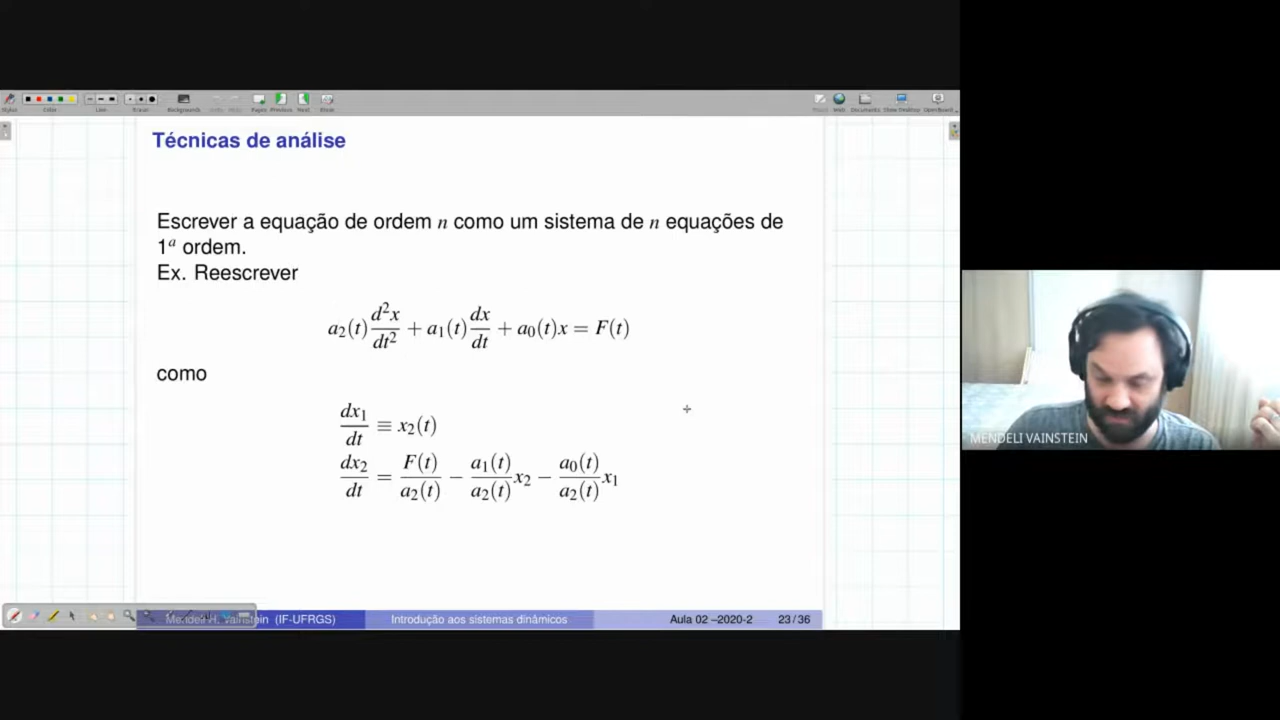 Técnicas de análise
Escrever a equação de ordem n como um sistema de n equações de
1ª ordem.
Ex. Reescrever
a₂(t) d²x/dt² + a₁(t) dx/dt + a₀(t)x = F(t)
como
dx₁/dt ≡ x₂(t)
dx₂/dt = F(t)/a₂(t) − a₁(t)/a₂(t) x₂ − a₀(t)/a₂(t) x₁
MENDELI VAINSTEIN
Mendeli H. Vainstein (IF-UFRGS) Introdução aos sistemas dinâmicos Aula 02 –2020-2 23 / 36